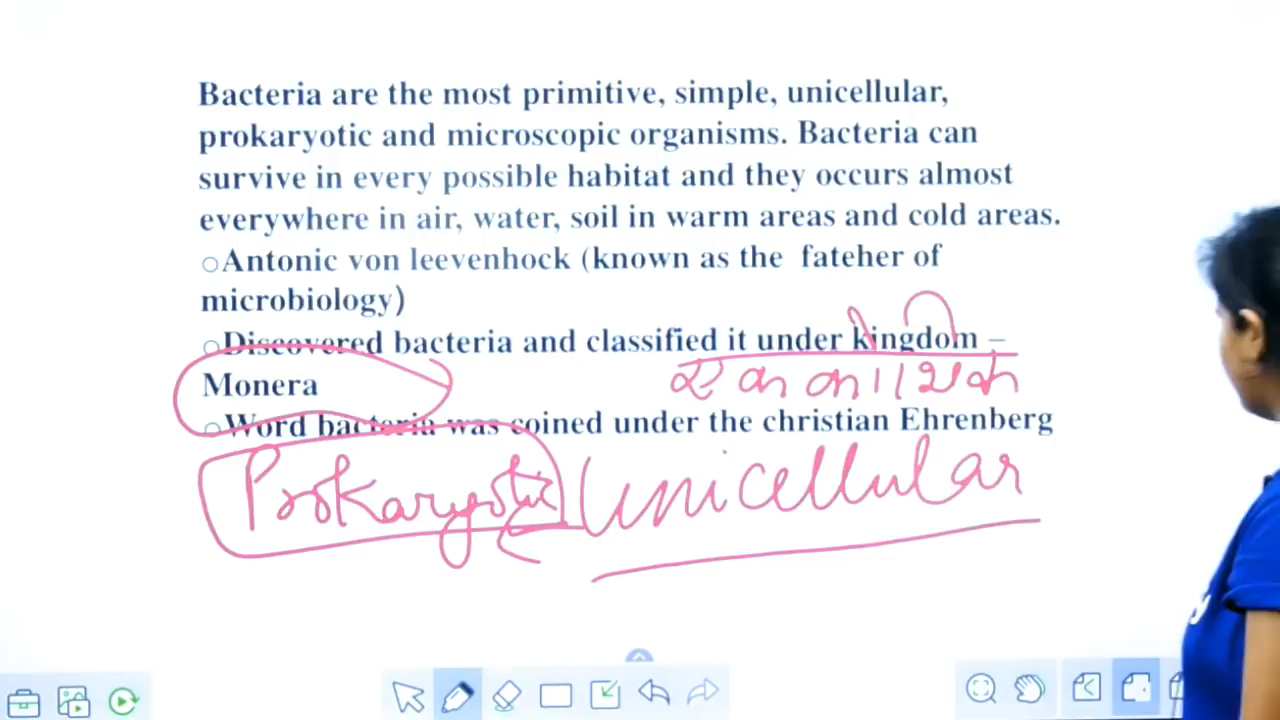 Bacteria are the most primitive, simple, unicellular,
prokaryotic and microscopic organisms. Bacteria can
survive in every possible habitat and they occurs almost
everywhere in air, water, soil in warm areas and cold areas.
○Antonic von leevenhock (known as the fateher of
microbiology)
○Discovered bacteria and classified it under kingdom –
Monera
○Word bacteria was coined under the christian Ehrenberg
Prokaryotic Unicellular